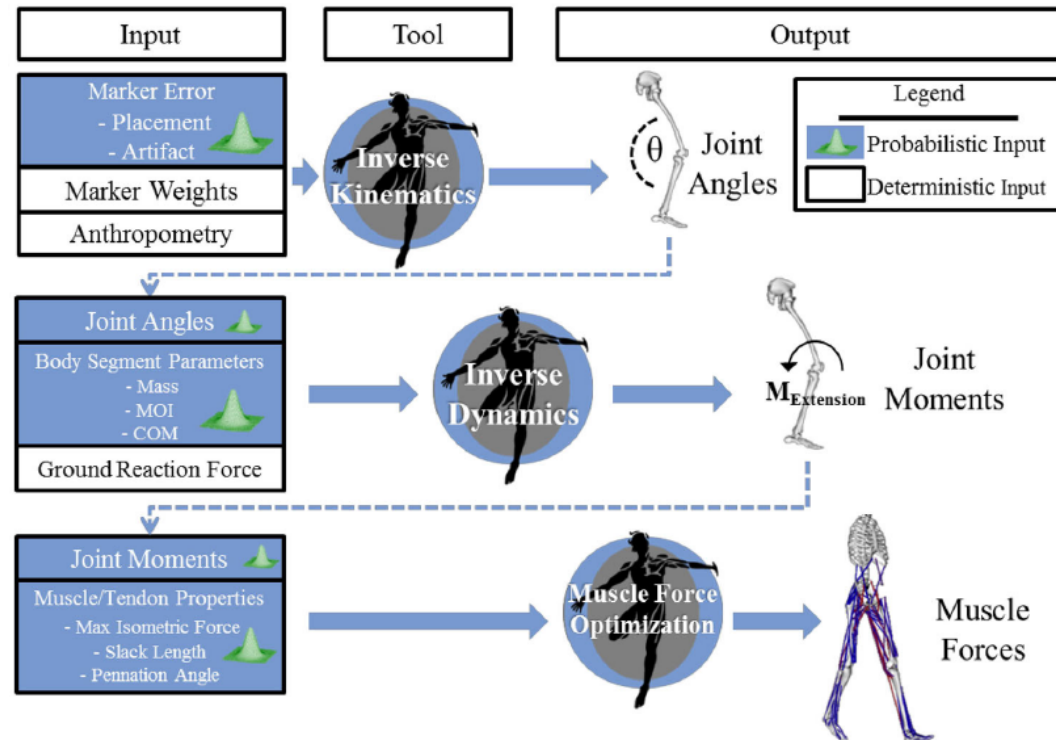 Input
Tool
Output
Marker Error
- Placement
- Artifact
Marker Weights
Anthropometry
Inverse
Kinematics
θ
Joint
Angles
Legend
Probabilistic Input
Deterministic Input
Joint Angles
Body Segment Parameters
- Mass
- MOI
- COM
Ground Reaction Force
Inverse
Dynamics
MExtension
Joint
Moments
Joint Moments
Muscle/Tendon Properties
- Max Isometric Force
- Slack Length
- Pennation Angle
Muscle Force
Optimization
Muscle
Forces